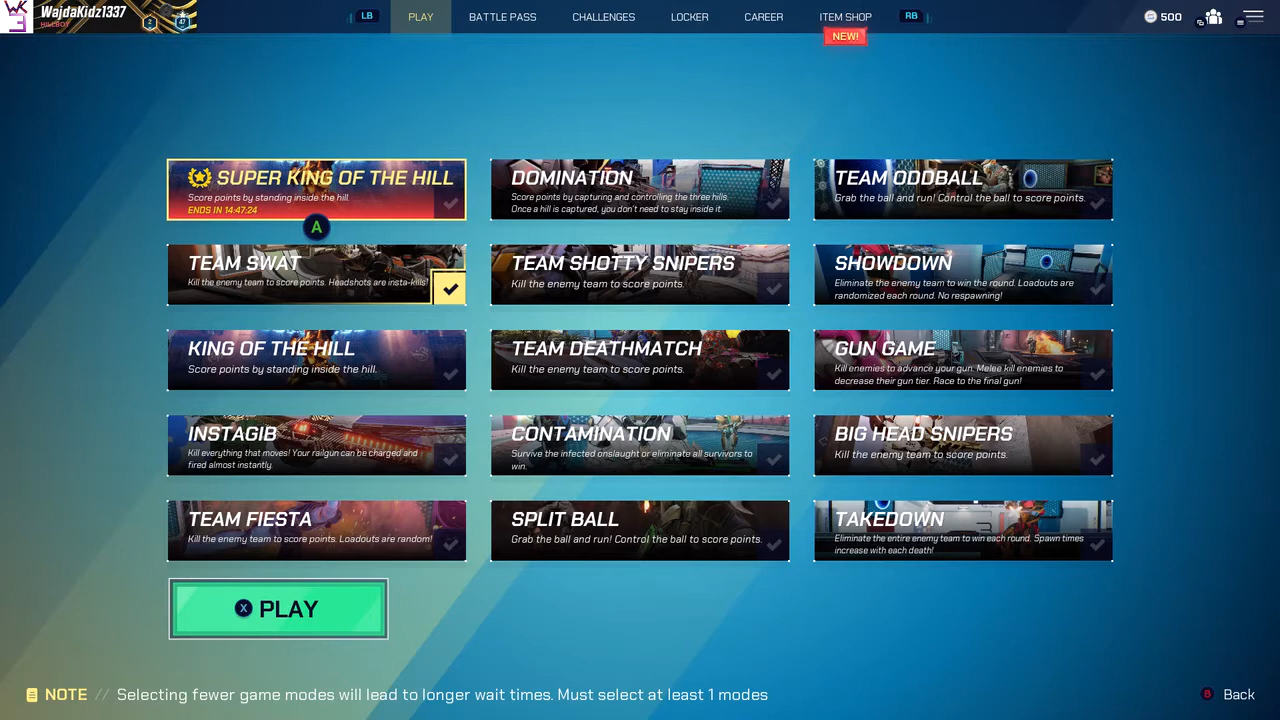 WK
3
WajdaKidz1337
HILLBOY
2
47
LB
PLAY
BATTLE PASS
CHALLENGES
LOCKER
CAREER
ITEM SHOP
RB
500
NEW!
SUPER KING OF THE HILL
Score points by standing inside the hill.
ENDS IN 14:47:24
A
DOMINATION
Score points by capturing and controlling the three hills.
Once a hill is captured, you don't need to stay inside it.
TEAM ODDBALL
Grab the ball and run! Control the ball to score points.
TEAM SWAT
Kill the enemy team to score points. Headshots are insta-kills!
TEAM SHOTTY SNIPERS
Kill the enemy team to score points.
SHOWDOWN
Eliminate the enemy team to win the round. Loadouts are
randomized each round. No respawning!
KING OF THE HILL
Score points by standing inside the hill.
TEAM DEATHMATCH
Kill the enemy team to score points.
GUN GAME
Kill enemies to advance your gun. Melee kill enemies to
decrease their gun tier. Race to the final gun!
INSTAGIB
Kill everything that moves! Your railgun can be charged and
fired almost instantly
CONTAMINATION
Survive the infected onslaught or eliminate all survivors to
win.
BIG HEAD SNIPERS
Kill the enemy team to score points.
TEAM FIESTA
Kill the enemy team to score points. Loadouts are random!
SPLIT BALL
Grab the ball and run! Control the ball to score points.
TAKEDOWN
Eliminate the entire enemy team to win each round. Spawn times
increase with each death!
X PLAY
NOTE // Selecting fewer game modes will lead to longer wait times. Must select at least 1 modes
B Back